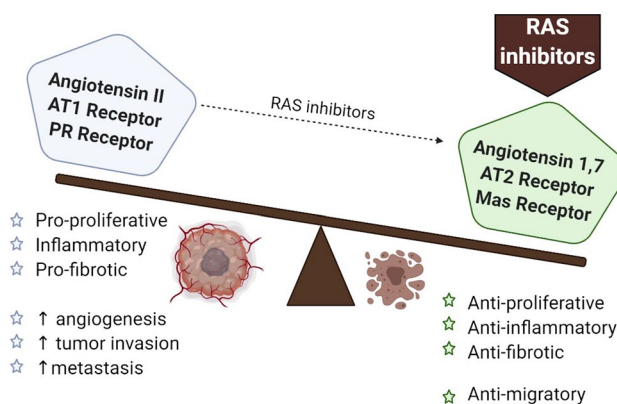 RAS
inhibitors
Angiotensin II
AT1 Receptor
PR Receptor
RAS inhibitors
Angiotensin 1,7
AT2 Receptor
Mas Receptor
Pro-proliferative
Inflammatory
Pro-fibrotic
↑ angiogenesis
↑ tumor invasion
↑metastasis
Anti-proliferative
Anti-inflammatory
Anti-fibrotic
Anti-migratory